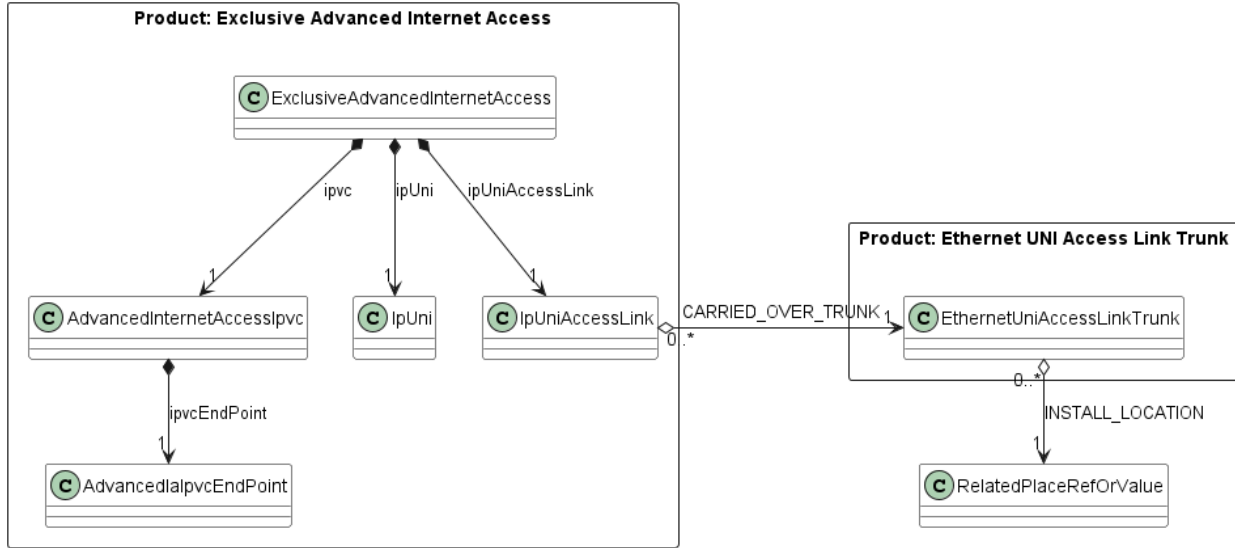 Product: Exclusive Advanced Internet Access
C ExclusiveAdvancedInternetAccess
ipvc
ipUni
ipUniAccessLink
Product: Ethernet UNI Access Link Trunk
1
1
1
C AdvancedInternetAccessIpvc
C IpUni
C IpUniAccessLink
CARRIED_OVER_TRUNK
0..*
1
C EthernetUniAccessLinkTrunk
ipvcEndPoint
1
0..*
INSTALL_LOCATION
1
C AdvancedIaIpvcEndPoint
C RelatedPlaceRefOrValue